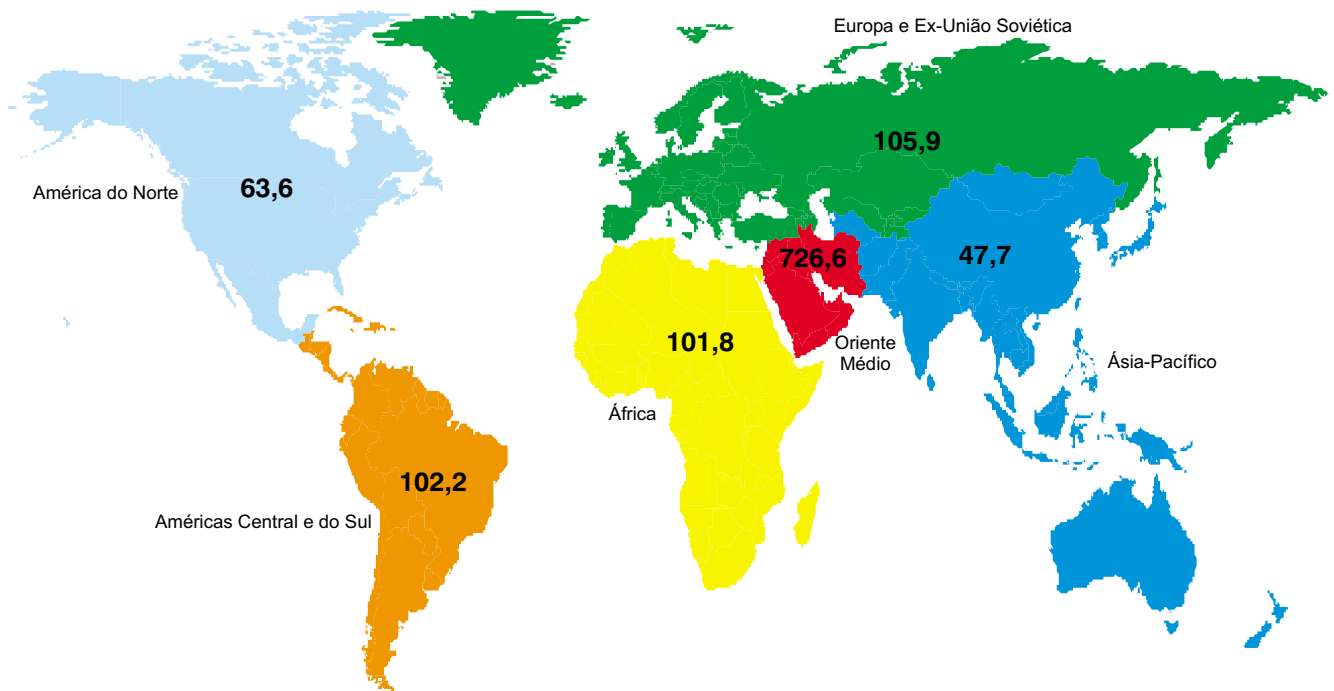 Europa e Ex-União Soviética
105,9
América do Norte
63,6
726,6
47,7
101,8
Oriente
Médio
Ásia-Pacífico
África
102,2
Américas Central e do Sul